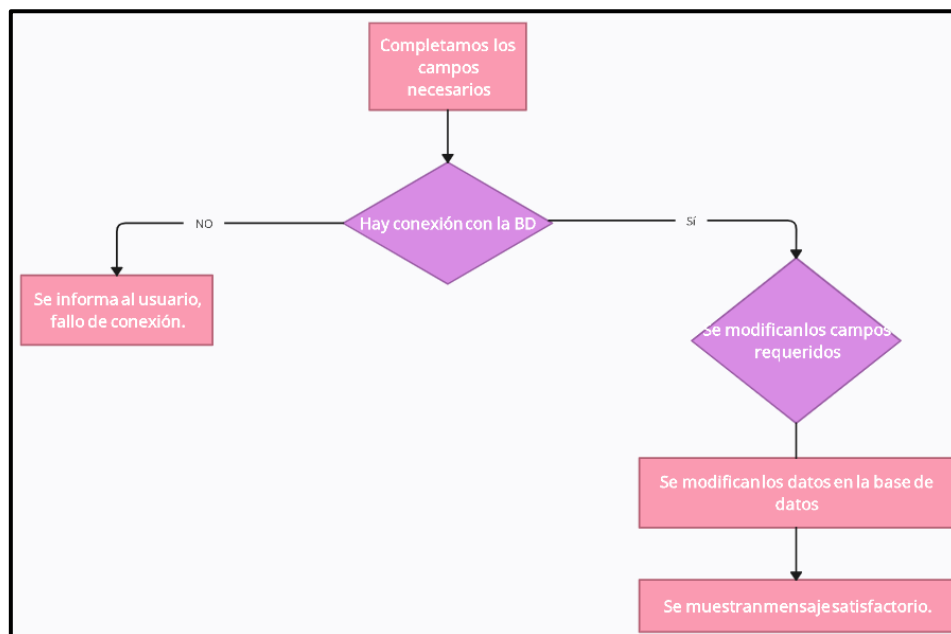 Completamos los
campos
necesarios
Hay conexión con la BD
NO
Sí
Se informa al usuario,
fallo de conexión.
Se modifican los campos
requeridos
Se modifican los datos en la base de
datos
Se muestran mensaje satisfactorio.